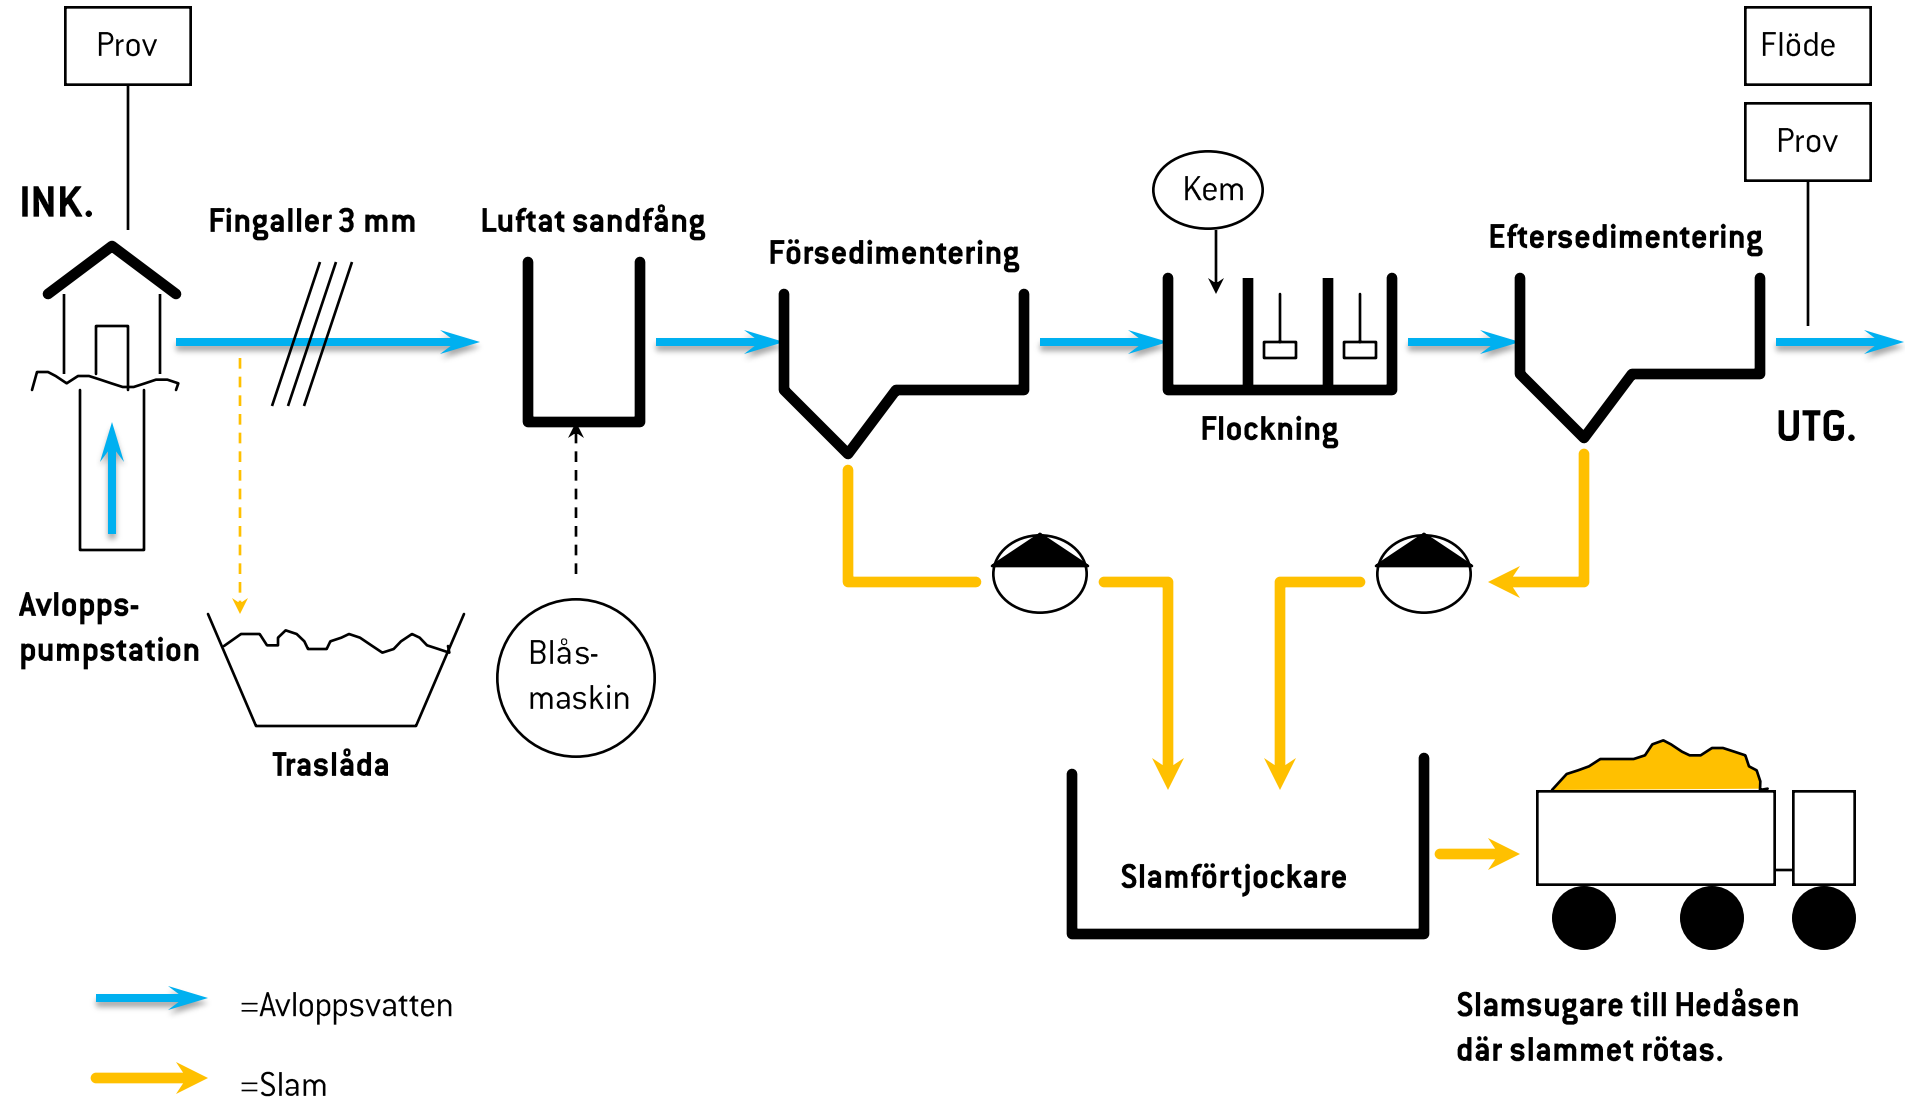 Prov
Flöde
Prov
INK.
Kem
Fingaller 3 mm
Luftat sandfång
Försedimentering
Eftersedimentering
Flockning
UTG.
Avlopps-
pumpstation
Blås-
maskin
Traslåda
Slamförtjockare
=Avloppsvatten
=Slam
Slamsugare till Hedåsen
där slammet rötas.